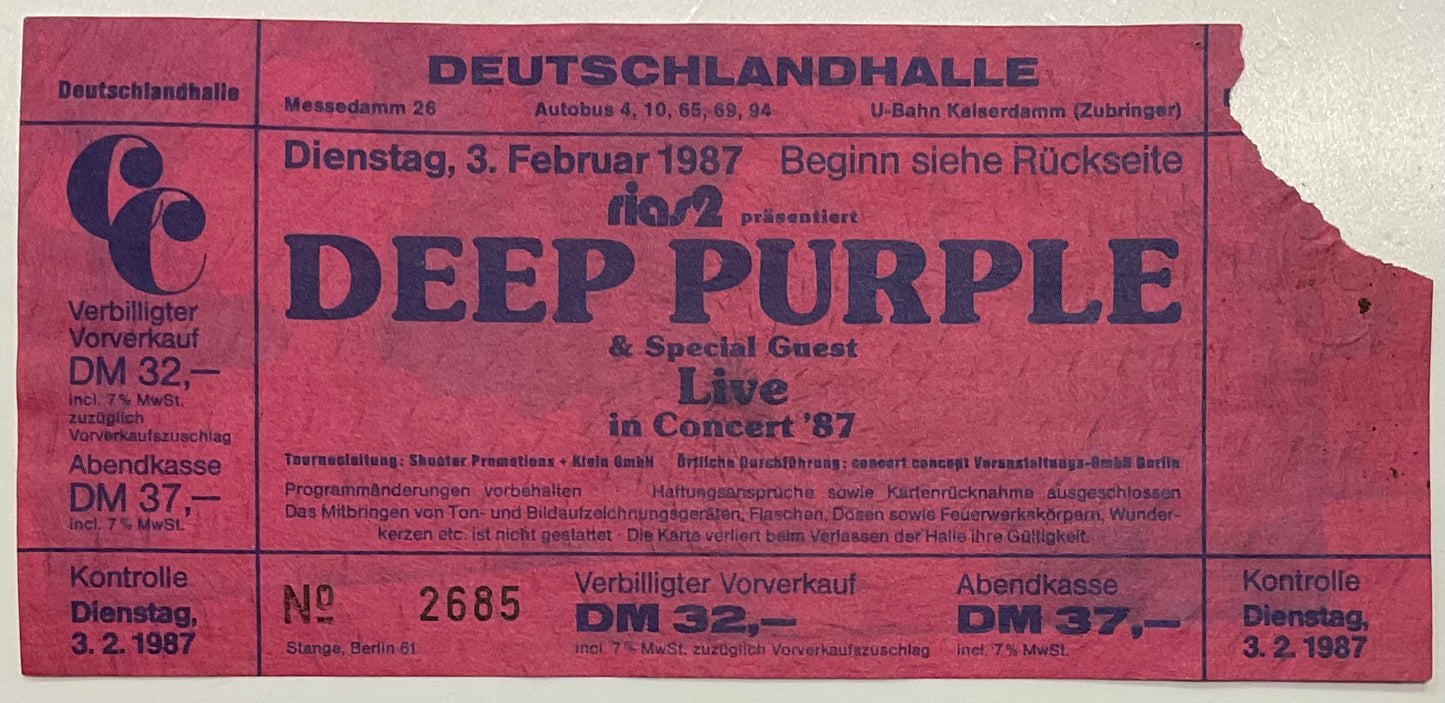 Deutschlandhalle
CC
Verbilligter
Vorverkauf
DM 32,—
incl. 7% MwSt.
zuzüglich
Vorverkaufszuschlag
Abendkasse
DM 37,—
incl. 7% MwSt.
Kontrolle
Dienstag,
3. 2. 1987
DEUTSCHLANDHALLE
Messedamm 26 Autobus 4, 10, 65, 69, 94 U-Bahn Kaiserdamm (Zubringer)
Dienstag, 3. Februar 1987 Beginn siehe Rückseite
rias2 präsentiert
DEEP PURPLE
& Special Guest
Live
in Concert '87
Tourneeleitung: Shooter Promotions + Klein GmbH Örtliche Durchführung: concert concept Veranstaltungs-GmbH Berlin
Programmänderungen vorbehalten Haftungsansprüche sowie Kartenrücknahme ausgeschlossen
Das Mitbringen von Ton- und Bildaufzeichnungsgeräten, Flaschen, Dosen sowie Feuerwerkskörpern, Wunder-
kerzen etc. ist nicht gestattet · Die Karte verliert beim Verlassen der Halle ihre Gültigkeit.
Nº 2685
Stange, Berlin 61
Verbilligter Vorverkauf
DM 32,—
incl. 7% MwSt. zuzüglich Vorverkaufszuschlag
Abendkasse
DM 37,—
incl. 7% MwSt.
Kontrolle
Dienstag,
3. 2. 1987